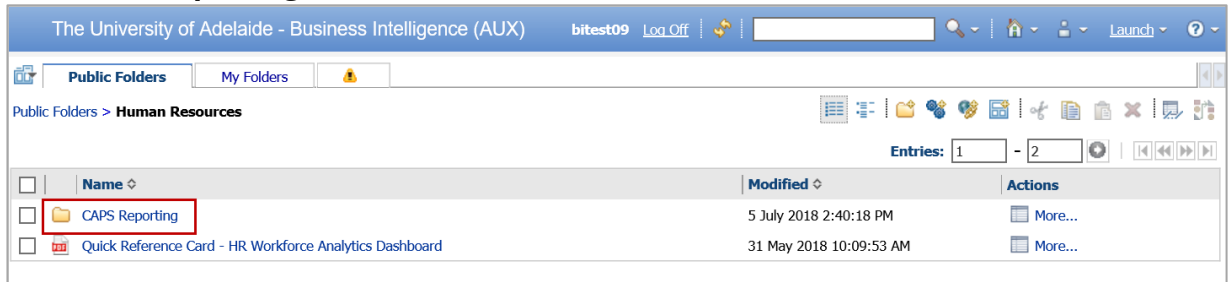 The University of Adelaide - Business Intelligence (AUX) bitest09 Log Off Launch
Public Folders My Folders
Public Folders > Human Resources
Entries: 1 - 2
Name Modified Actions
CAPS Reporting 5 July 2018 2:40:18 PM More...
Quick Reference Card - HR Workforce Analytics Dashboard 31 May 2018 10:09:53 AM More...